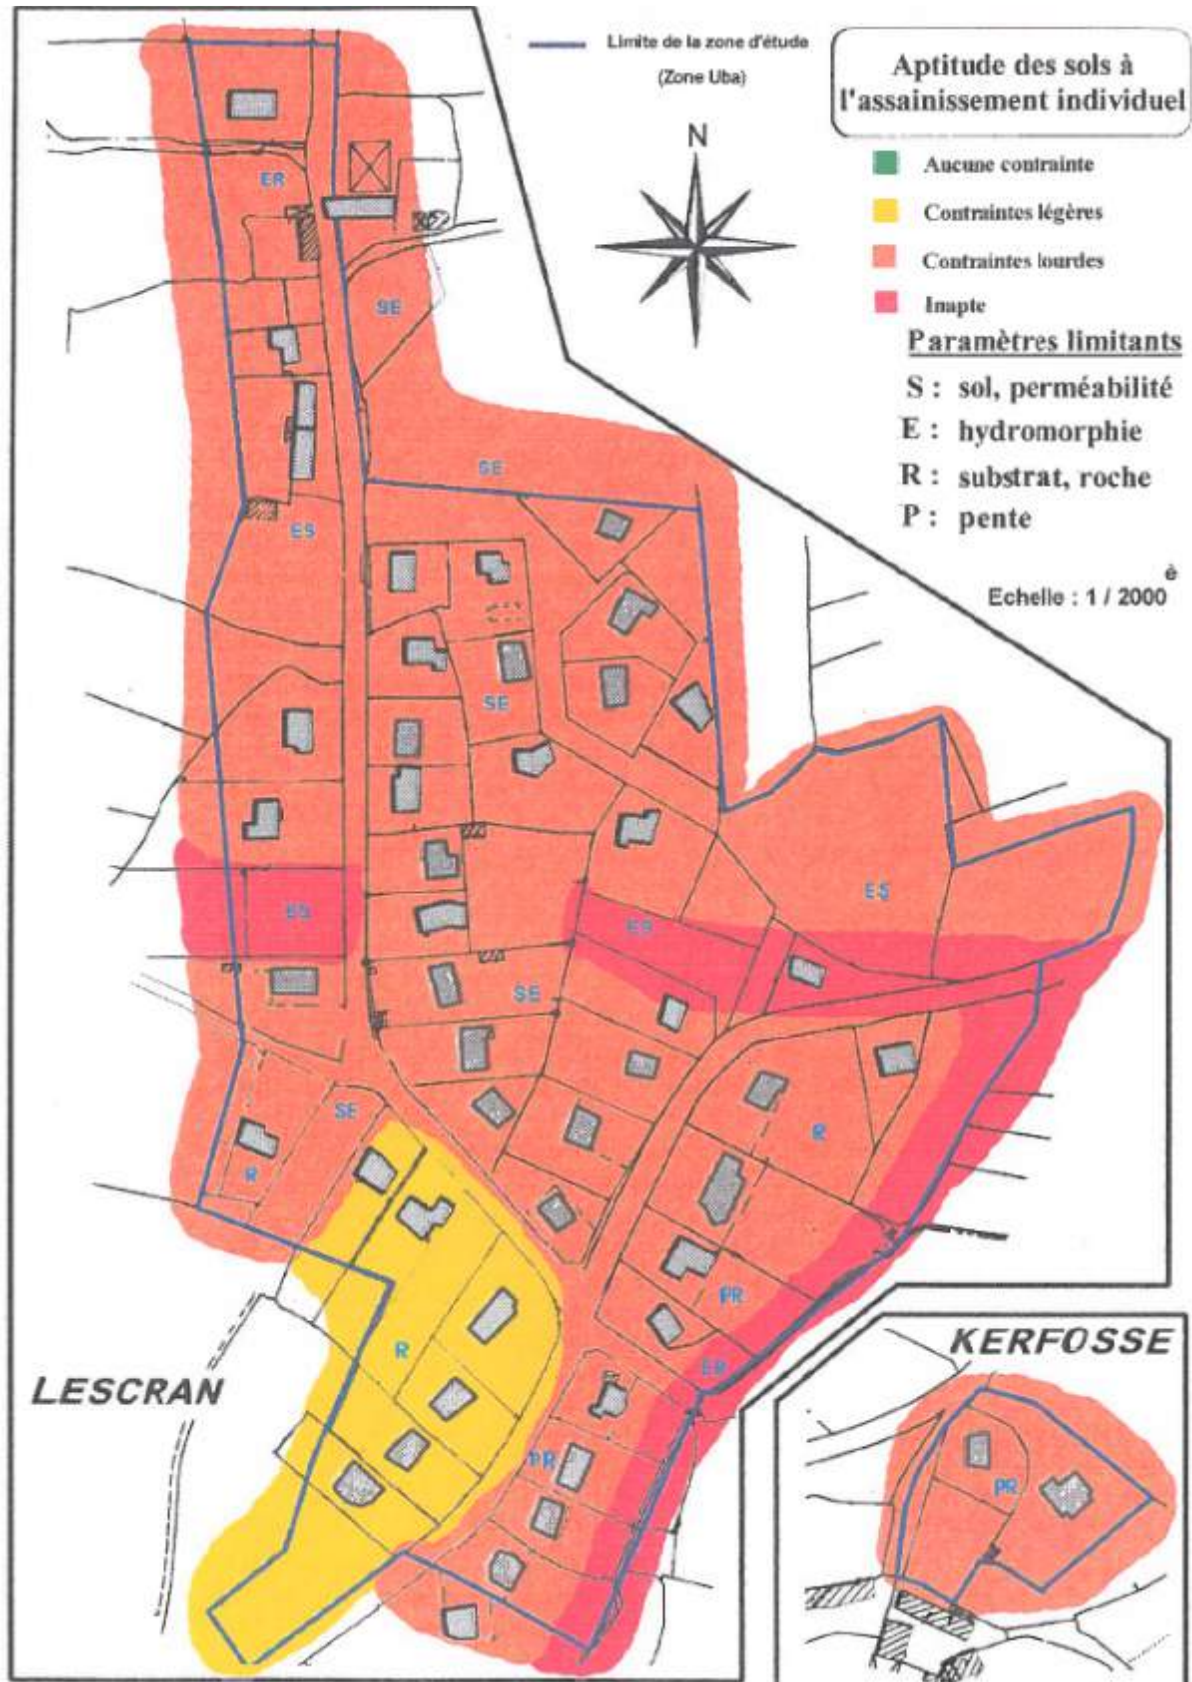 Limite de la zone d'étude
(Zone Uba)
Aptitude des sols à
l'assainissement individuel
N
Aucune contrainte
Contraintes légères
Contraintes lourdes
Inapte
Paramètres limitants
S : sol, perméabilité
E : hydromorphie
R : substrat, roche
P : pente
Echelle : 1 / 2000è
ER
SE
SE
ES
SE
ES
ES
ER
SE
SE
R
R
PR
R
ER
PR
LESCRAN
KERFOSSE
PR